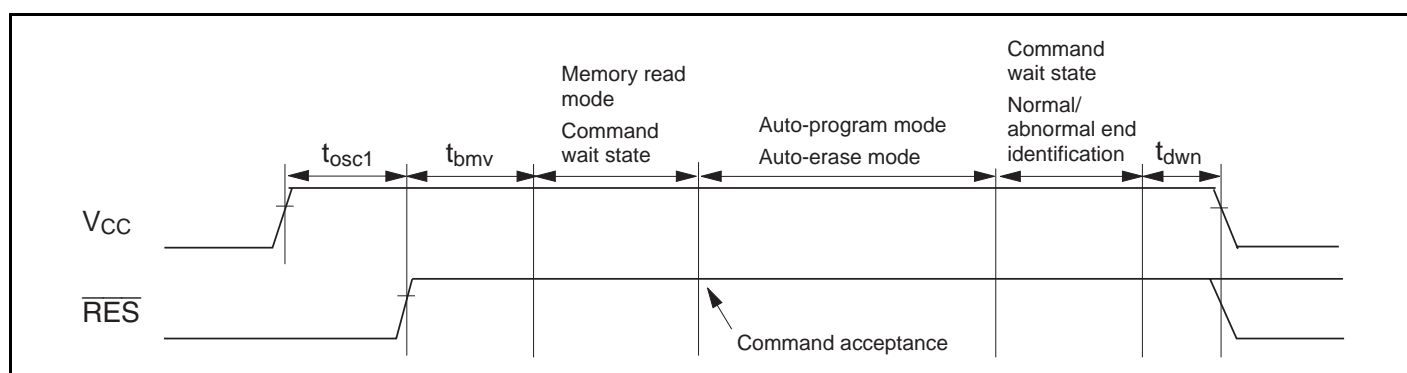 Command
wait state
Memory read
mode
Normal/
abnormal end
identification
Auto-program mode
Command
wait state
Auto-erase mode
tosc1
tbmv
tdwn
VCC
RES
Command acceptance